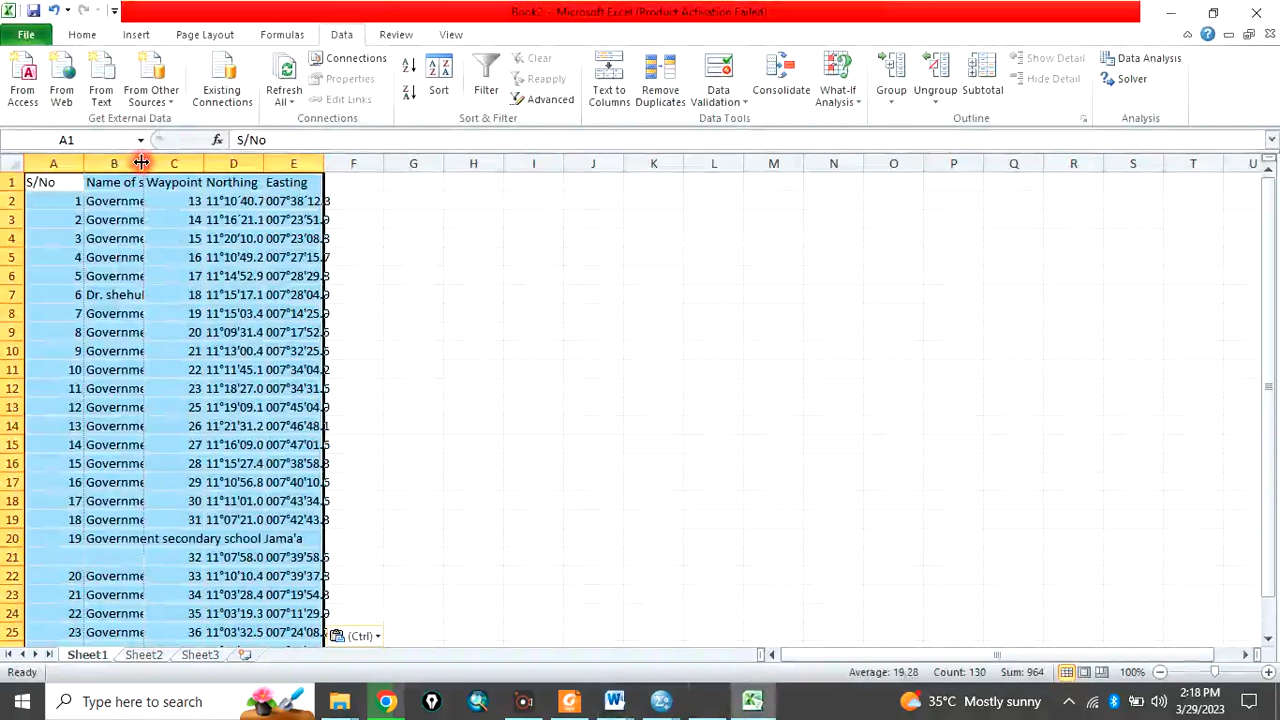 Book2 - Microsoft Excel (Product Activation Failed)
File Home Insert Page Layout Formulas Data Review View
From Access
From Web
From Text
From Other Sources
Existing Connections
Get External Data
Refresh All
Connections
Properties
Edit Links
Connections
Sort
Filter
Clear
Reapply
Advanced
Sort & Filter
Text to Columns
Remove Duplicates
Data Validation
Consolidate
What-If Analysis
Data Tools
Group
Ungroup
Subtotal
Show Detail
Hide Detail
Outline
Data Analysis
Solver
Analysis
A1 fx S/No
A B C D E F G H I J K L M N O P Q R S T U
1 S/No Name of s Waypoint Northing Easting
2 1 Governme 13 11°10´40.7 007°38´12.3
3 2 Governme 14 11°16´21.1 007°23´51.9
4 3 Governme 15 11°20'10.0 007°23'08.3
5 4 Governme 16 11°10'49.2 007°27'15.7
6 5 Governme 17 11°14'52.9 007°28'29.3
7 6 Dr. shehu 18 11°15'17.1 007°28'04.9
8 7 Governme 19 11°15'03.4 007°14'25.9
9 8 Governme 20 11°09'31.4 007°17'52.5
10 9 Governme 21 11°13'00.4 007°32'25.5
11 10 Governme 22 11°11'45.1 007°34'04.2
12 11 Governme 23 11°18'27.0 007°34'31.5
13 12 Governme 25 11°19'09.1 007°45'04.9
14 13 Governme 26 11°21'31.2 007°46'48.1
15 14 Governme 27 11°16'09.0 007°47'01.5
16 15 Governme 28 11°15'27.4 007°38'58.3
17 16 Governme 29 11°10'56.8 007°40'10.5
18 17 Governme 30 11°11'01.0 007°43'34.5
19 18 Governme 31 11°07'21.0 007°42'43.3
20 19 Government secondary school Jama'a
21 32 11°07'58.0 007°39'58.5
22 20 Governme 33 11°10'10.4 007°39'37.3
23 21 Governme 34 11°03'28.4 007°19'54.3
24 22 Governme 35 11°03'19.3 007°11'29.9
25 23 Governme 36 11°03'32.5 007°24'08. (Ctrl)
Sheet1 Sheet2 Sheet3
Ready Average: 19.28 Count: 130 Sum: 964 100%
Type here to search 35°C Mostly sunny 2:18 PM
3/29/2023